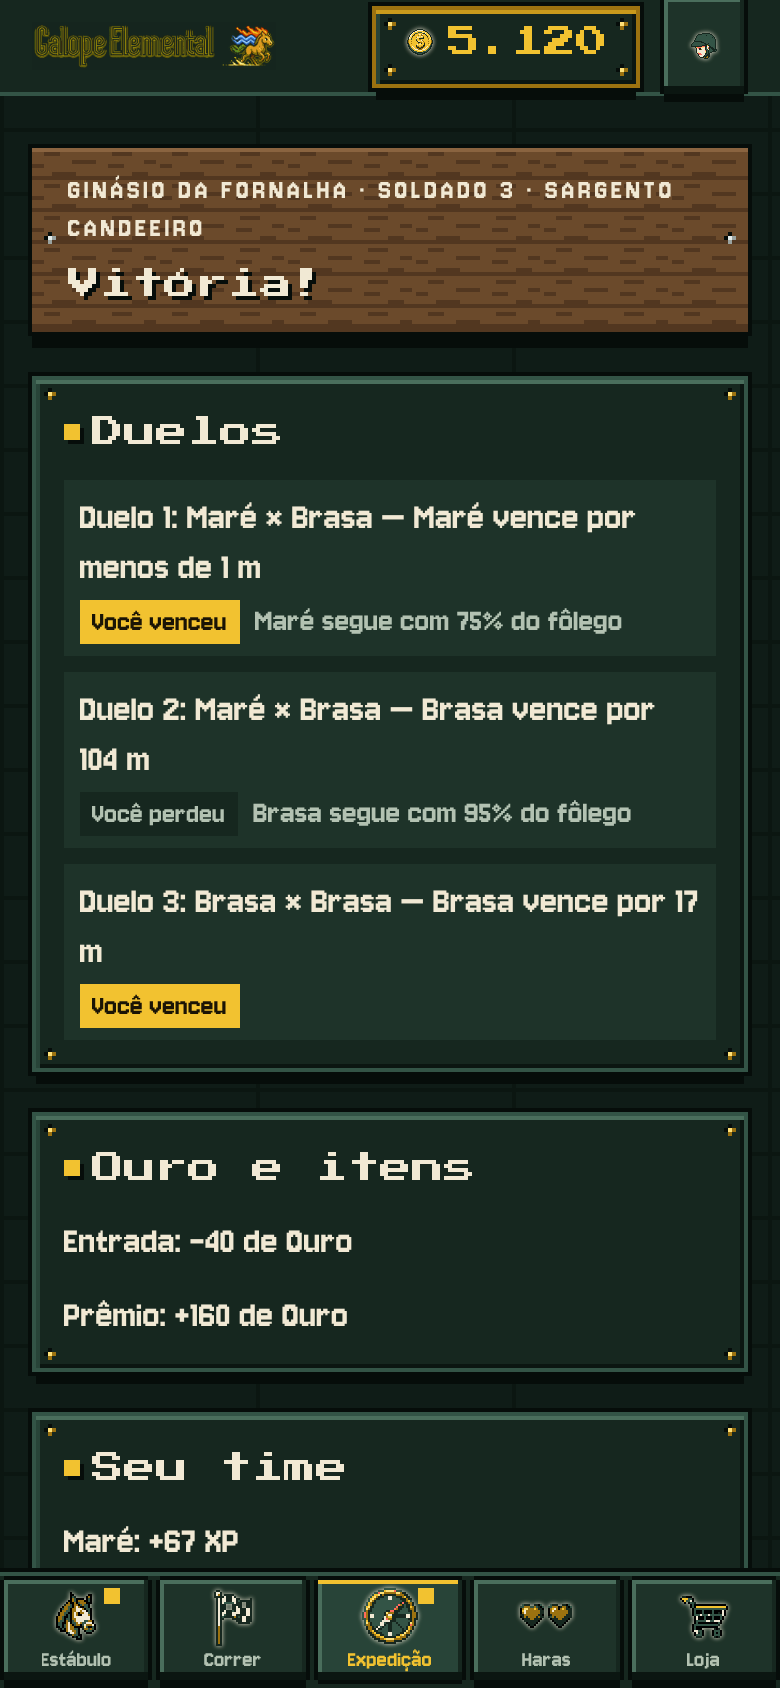 Galope Elemental
5.120
GINÁSIO DA FORNALHA · SOLDADO 3 · SARGENTO
CANDEEIRO
Vitória!
Duelos
Duelo 1: Maré × Brasa — Maré vence por
menos de 1 m
Você venceu Maré segue com 75% do fôlego
Duelo 2: Maré × Brasa — Brasa vence por
104 m
Você perdeu Brasa segue com 95% do fôlego
Duelo 3: Brasa × Brasa — Brasa vence por 17
m
Você venceu
Ouro e itens
Entrada: −40 de Ouro
Prêmio: +160 de Ouro
Seu time
Maré: +67 XP
Estábulo Correr Expedição Haras Loja